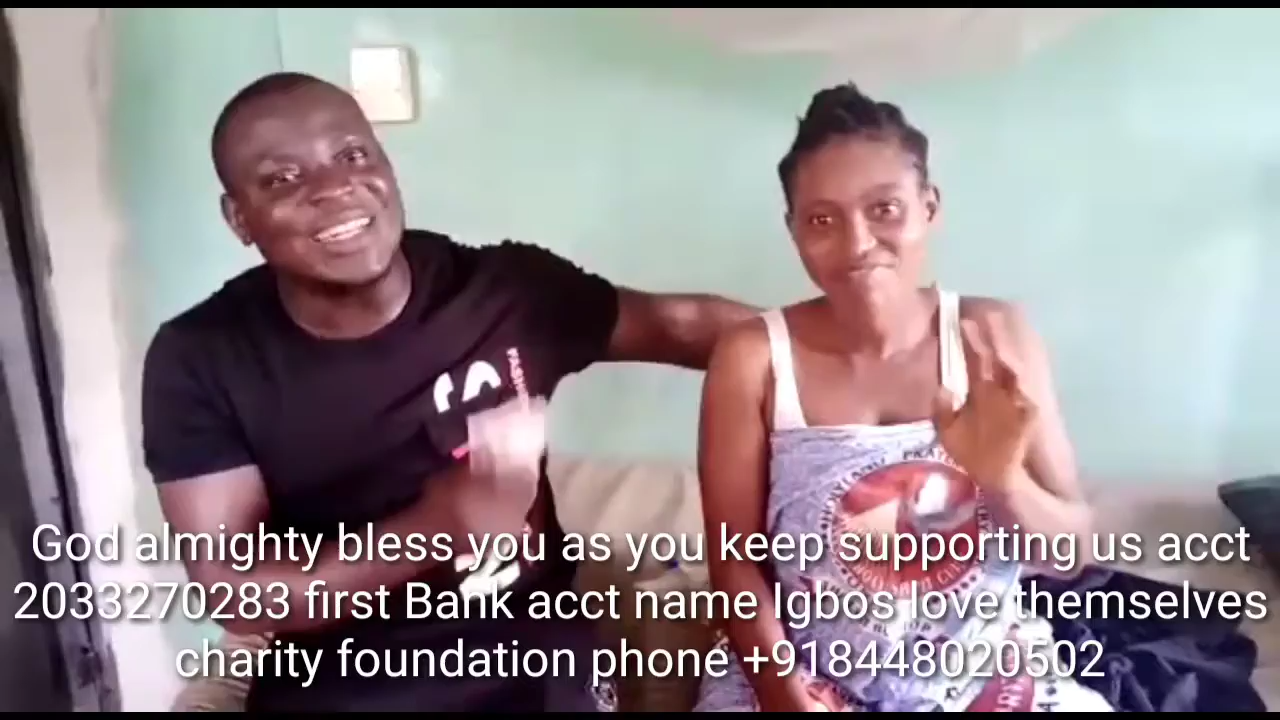 PRAYER
God almighty bless you as you keep supporting us acct
2033270283 first Bank acct name Igbos love themselves
charity foundation phone +918448020502